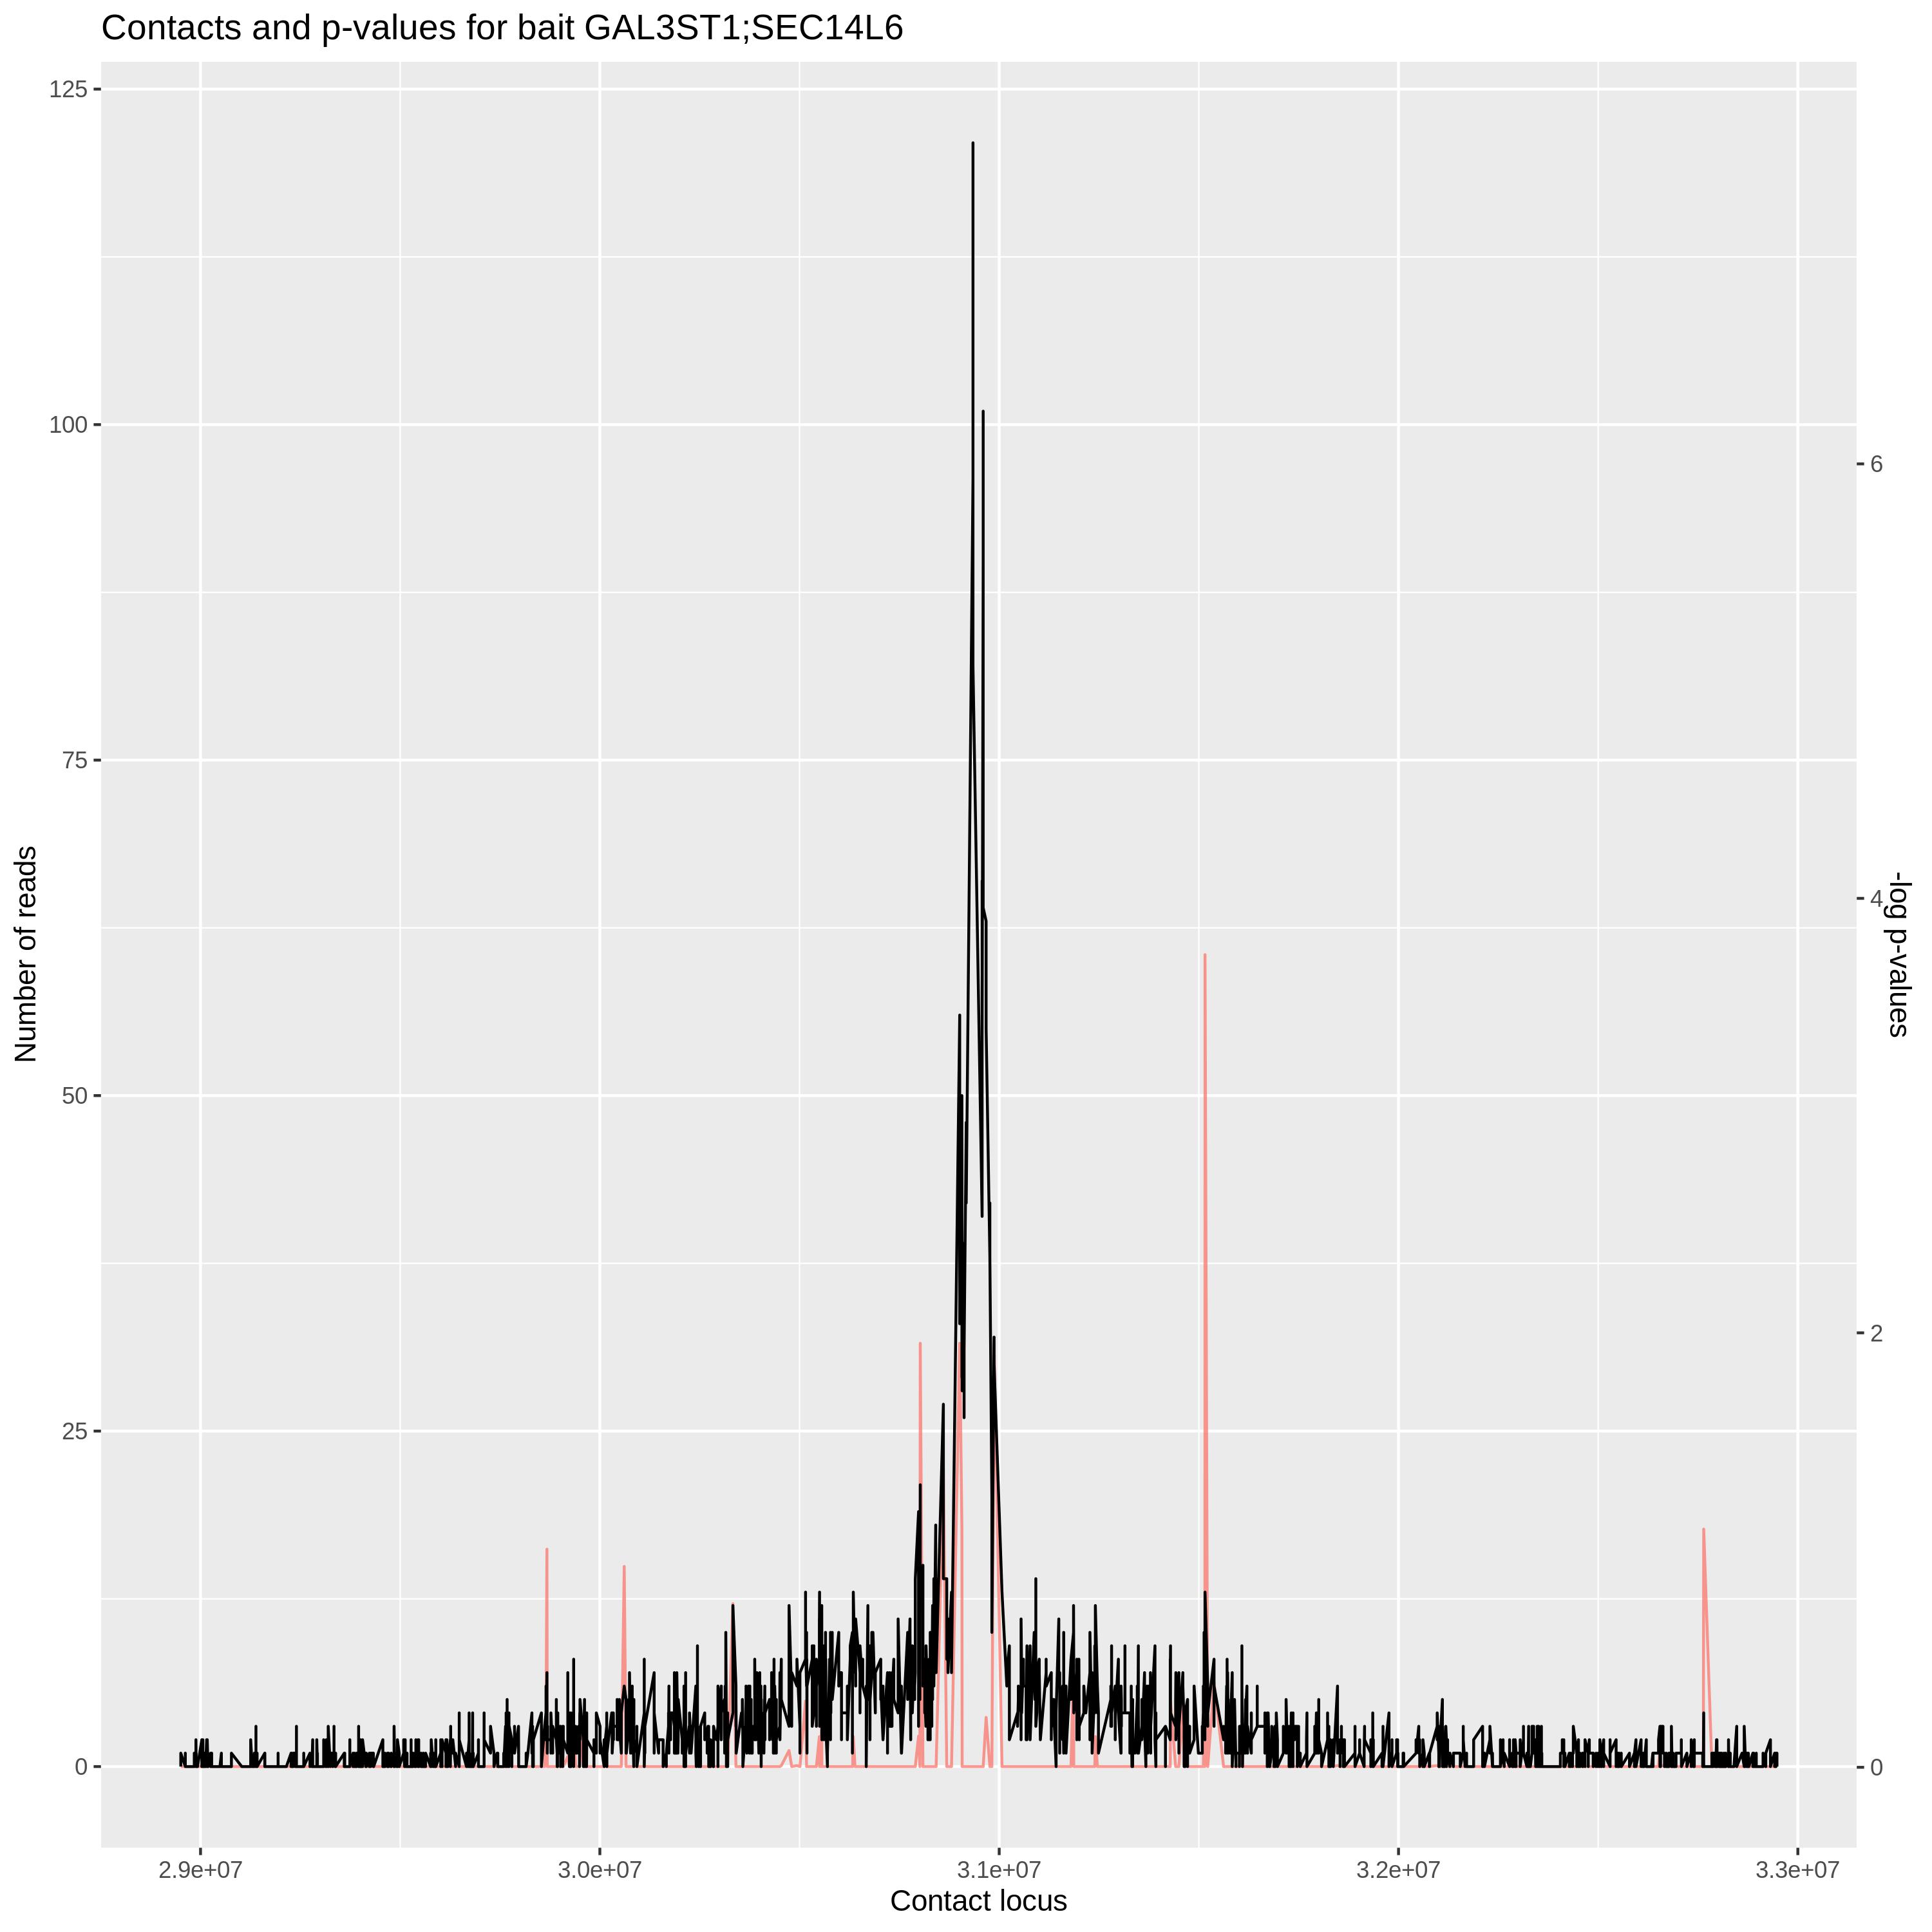 Contacts and p-values for bait GAL3ST1;SEC14L6
125
100
75
50
25
0
Number of reads
6
4
2
0
-log p-values
2.9e+07 3.0e+07 3.1e+07 3.2e+07 3.3e+07
Contact locus